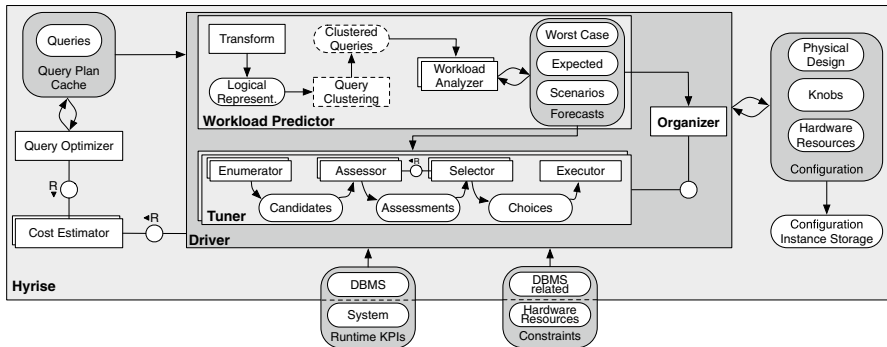 Queries
Query Plan
Cache
Query Optimizer
R
Cost Estimator
R
Hyrise
Transform
Logical
Represent.
Clustered
Queries
Query
Clustering
Workload
Analyzer
Worst Case
Expected
Scenarios
Forecasts
Workload Predictor
Organizer
Enumerator
Assessor
R
Selector
Executor
Candidates
Assessments
Choices
Tuner
Driver
Physical
Design
Knobs
Hardware
Resources
Configuration
Configuration
Instance Storage
DBMS
System
Runtime KPIs
DBMS
related
Hardware
Resources
Constraints